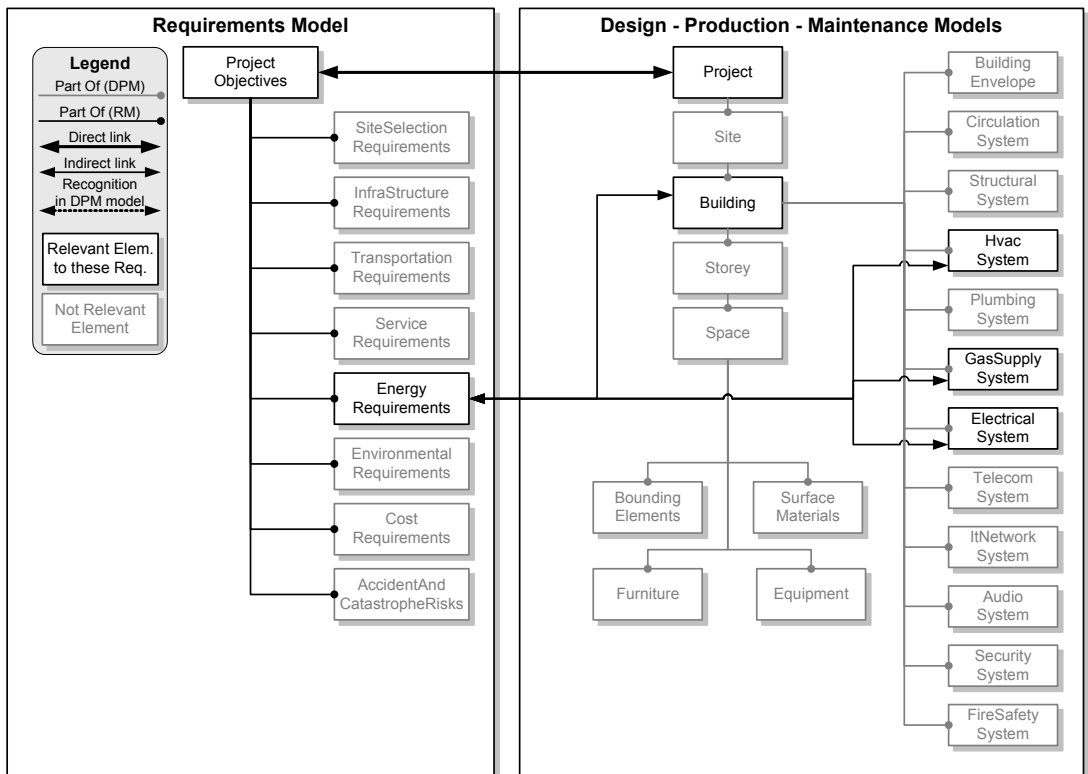 Requirements Model
Legend
Part Of (DPM)
Part Of (RM)
Direct link
Indirect link
Recognition
in DPM model
Relevant Elem.
to these Req.
Not Relevant
Element
Project
Objectives
SiteSelection
Requirements
InfraStructure
Requirements
Transportation
Requirements
Service
Requirements
Energy
Requirements
Environmental
Requirements
Cost
Requirements
AccidentAnd
CatastropheRisks
Design - Production - Maintenance Models
Project
Site
Building
Storey
Space
Bounding
Elements
Surface
Materials
Furniture
Equipment
Building
Envelope
Circulation
System
Structural
System
Hvac
System
Plumbing
System
GasSupply
System
Electrical
System
Telecom
System
ItNetwork
System
Audio
System
Security
System
FireSafety
System